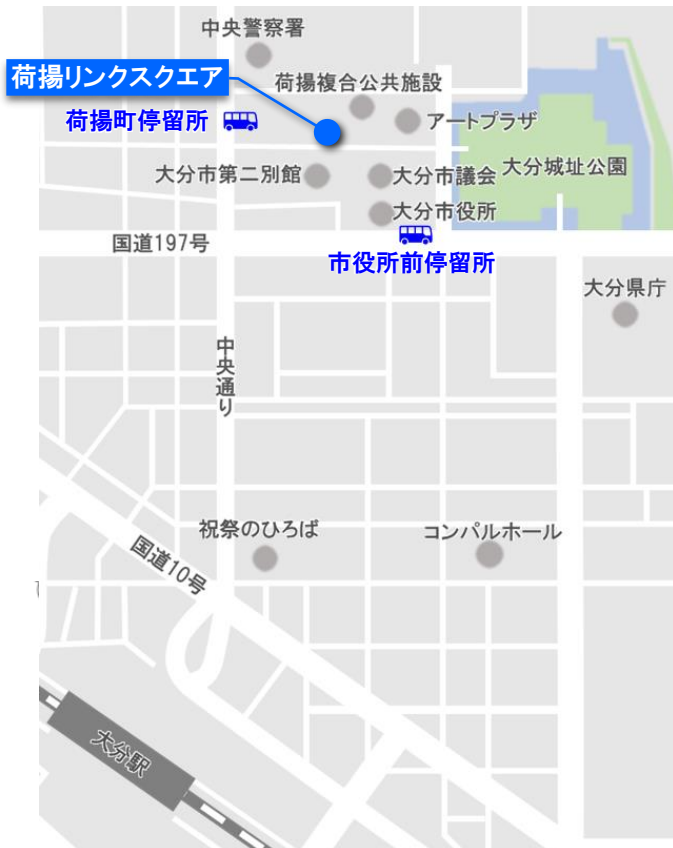 中央警察署
荷揚リンクスクエア
荷揚複合公共施設
荷揚町停留所
アートプラザ
大分市第二別館
大分市議会
大分城址公園
大分市役所
国道197号
市役所前停留所
大分県庁
中央通り
祝祭のひろば
コンパルホール
国道10号
大分駅